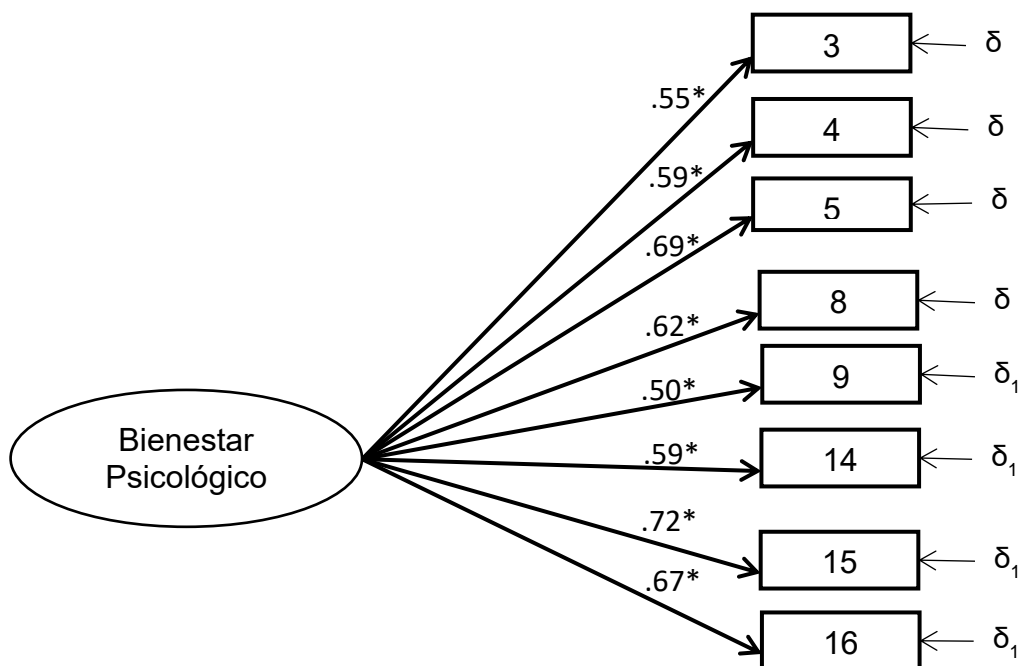 3 δ
.55*
4 δ
.59*
5 δ
.69*
8 δ
.62*
9 δ₁
.50*
Bienestar
Psicológico
14 δ₁
.59*
.72*
15 δ₁
.67*
16 δ₁